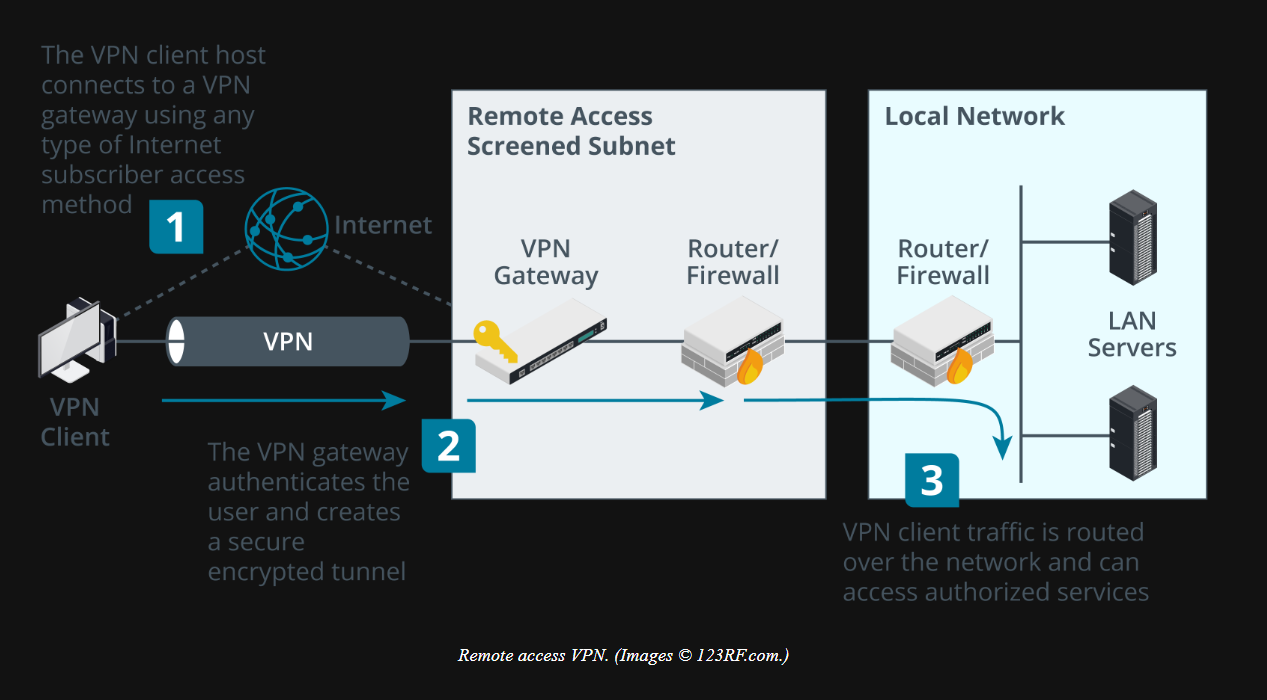 The VPN client host
connects to a VPN
gateway using any
type of Internet
subscriber access
method
1
Internet
VPN
Client
VPN
The VPN gateway
authenticates the
user and creates
a secure
encrypted tunnel
2
Remote Access
Screened Subnet
VPN
Gateway
Router/
Firewall
Local Network
Router/
Firewall
LAN
Servers
3
VPN client traffic is routed
over the network and can
access authorized services
Remote access VPN. (Images © 123RF.com.)